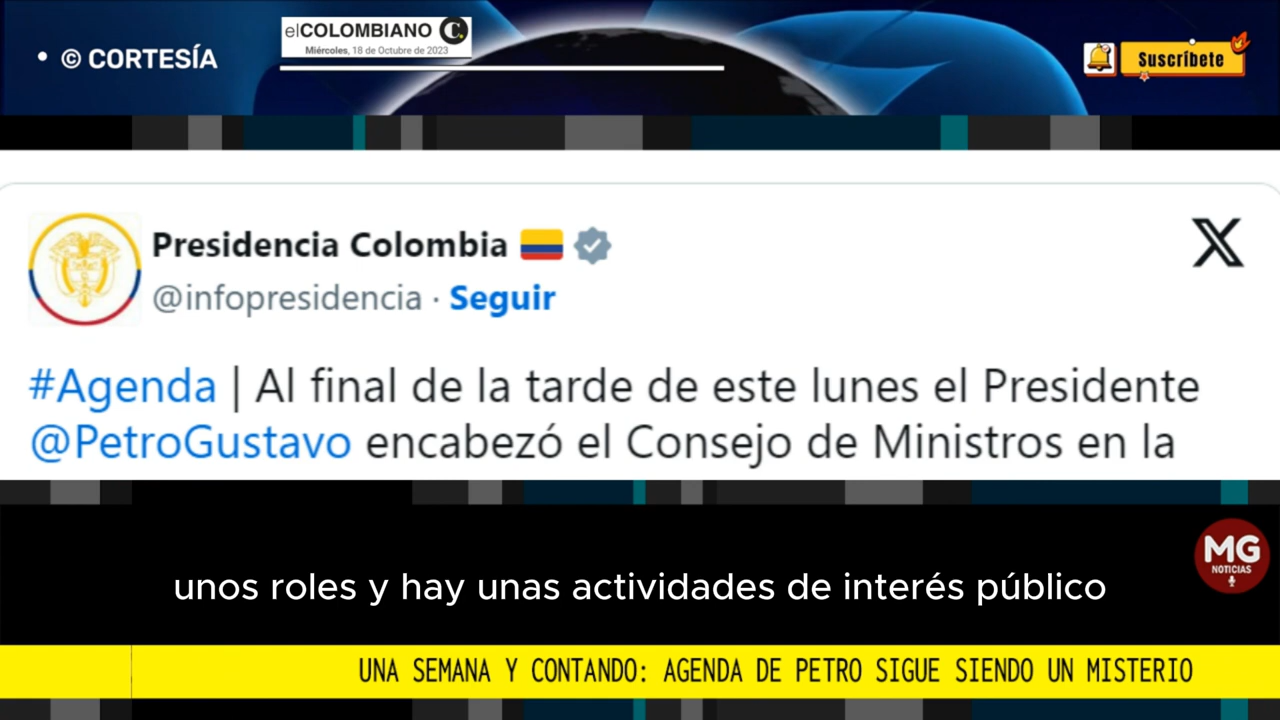 • © CORTESÍA
elCOLOMBIANO C
Miércoles, 18 de Octubre de 2023
Suscríbete
Presidencia Colombia
@infopresidencia · Seguir
X
#Agenda | Al final de la tarde de este lunes el Presidente
@PetroGustavo encabezó el Consejo de Ministros en la
unos roles y hay unas actividades de interés público
MG
NOTICIAS
UNA SEMANA Y CONTANDO: AGENDA DE PETRO SIGUE SIENDO UN MISTERIO